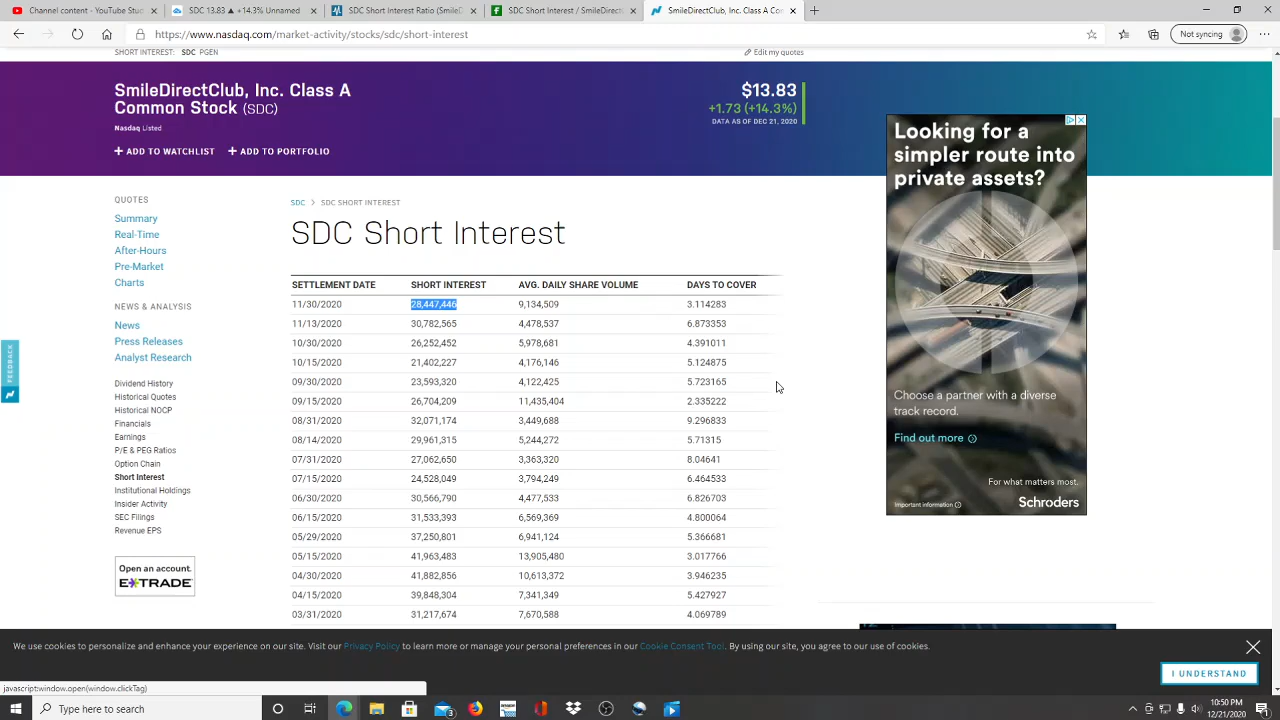 Channel content - YouTube Stud
SDC 13.83 ▲ +14.3% Unnamed
Short Interest Ratio SmileD
SDC Short Interest / SmileDirec
SmileDirectClub, Inc. Class A Co
https://www.nasdaq.com/market-activity/stocks/sdc/short-interest
Not syncing
SHORT INTEREST: SDC PGEN
Edit my quotes
SmileDirectClub, Inc. Class A
Common Stock (SDC)
Nasdaq Listed
+ ADD TO WATCHLIST + ADD TO PORTFOLIO
$13.83
+1.73 (+14.3%)
DATA AS OF DEC 21, 2020
QUOTES
Summary
Real-Time
After-Hours
Pre-Market
Charts
NEWS & ANALYSIS
News
Press Releases
Analyst Research
Dividend History
Historical Quotes
Historical NOCP
Financials
Earnings
P/E & PEG Ratios
Option Chain
Short Interest
Institutional Holdings
Insider Activity
SEC Filings
Revenue EPS
Open an account.
E*TRADE
FEEDBACK
SDC > SDC SHORT INTEREST
SDC Short Interest
SETTLEMENT DATE SHORT INTEREST AVG. DAILY SHARE VOLUME DAYS TO COVER
11/30/2020 28,447,446 9,134,509 3.114283
11/13/2020 30,782,565 4,478,537 6.873353
10/30/2020 26,252,452 5,978,681 4.391011
10/15/2020 21,402,227 4,176,146 5.124875
09/30/2020 23,593,320 4,122,425 5.723165
09/15/2020 26,704,209 11,435,404 2.335222
08/31/2020 32,071,174 3,449,688 9.296833
08/14/2020 29,961,315 5,244,272 5.71315
07/31/2020 27,062,650 3,363,320 8.04641
07/15/2020 24,528,049 3,794,249 6.464533
06/30/2020 30,566,790 4,477,533 6.826703
06/15/2020 31,533,393 6,569,369 4.800064
05/29/2020 37,250,801 6,941,124 5.366681
05/15/2020 41,963,483 13,905,480 3.017766
04/30/2020 41,882,856 10,613,372 3.946235
04/15/2020 39,848,304 7,341,349 5.427927
03/31/2020 31,217,674 7,670,588 4.069789
Looking for a
simpler route into
private assets?
Choose a partner with a diverse
track record.
Find out more
For what matters most.
Important information
Schroders
We use cookies to personalize and enhance your experience on our site. Visit our Privacy Policy to learn more or manage your personal preferences in our Cookie Consent Tool. By using our site, you agree to our use of cookies.
I UNDERSTAND
javascript:window.open(window.clickTag)
Type here to search
10:50 PM
12/21/2020